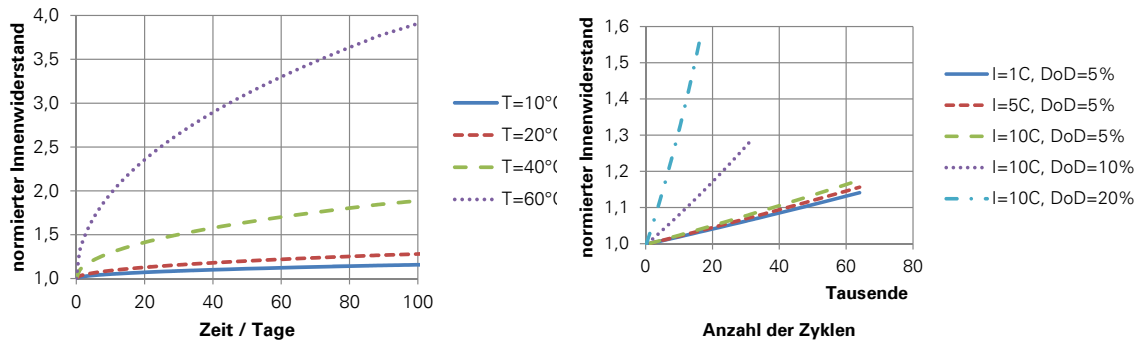 normierter Innenwiderstand
4,0
3,5
3,0
2,5
2,0
1,5
1,0
0
20
40
60
80
100
Zeit / Tage
T=10°C
T=20°C
T=40°C
T=60°C
normierter Innenwiderstand
1,6
1,5
1,4
1,3
1,2
1,1
1,0
0
20
40
60
80
Tausende
Anzahl der Zyklen
I=1C, DoD=5%
I=5C, DoD=5%
I=10C, DoD=5%
I=10C, DoD=10%
I=10C, DoD=20%